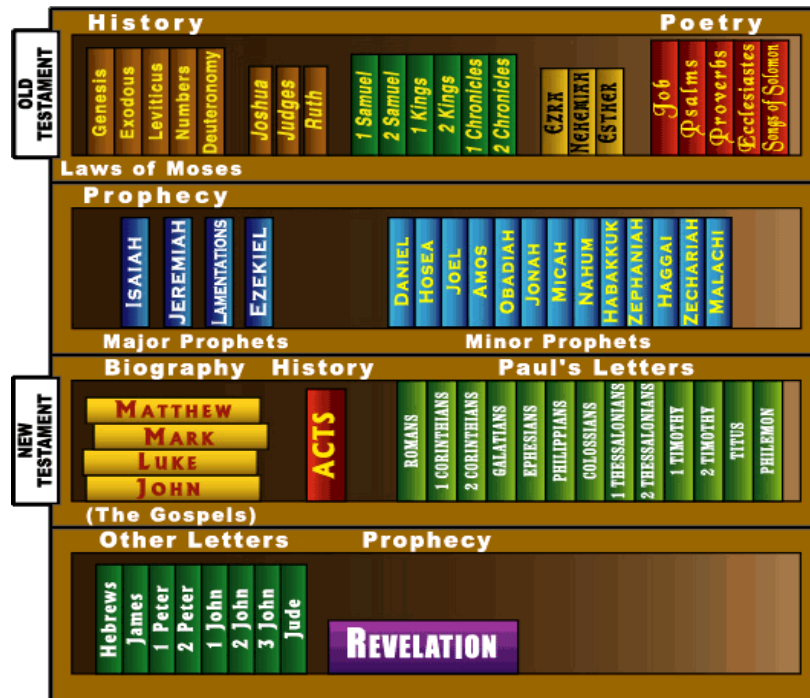 OLD TESTAMENT
History
Poetry
Genesis
Exodous
Leviticus
Numbers
Deuteronomy
Joshua
Judges
Ruth
1 Samuel
2 Samuel
1 Kings
2 Kings
1 Chronicles
2 Chronicles
EZRA
NEHEMIAH
ESTHER
Job
Psalms
Proverbs
Ecclesiastes
Songs of Solomon
Laws of Moses
Prophecy
ISAIAH
JEREMIAH
LAMENTATIONS
EZEKIEL
DANIEL
HOSEA
JOEL
AMOS
OBADIAH
JONAH
MICAH
NAHUM
HABAKKUK
ZEPHANIAH
HAGGAI
ZECHARIAH
MALACHI
Major Prophets
Minor Prophets
NEW TESTAMENT
Biography
History
Paul's Letters
MATTHEW
MARK
LUKE
JOHN
ACTS
ROMANS
1 CORINTHIANS
2 CORINTHIANS
GALATIANS
EPHESIANS
PHILIPPIANS
COLOSSIANS
1 THESSALONIANS
2 THESSALONIANS
1 TIMOTHY
2 TIMOTHY
TITUS
PHILEMON
(The Gospels)
Other Letters
Prophecy
Hebrews
James
1 Peter
2 Peter
1 John
2 John
3 John
Jude
REVELATION